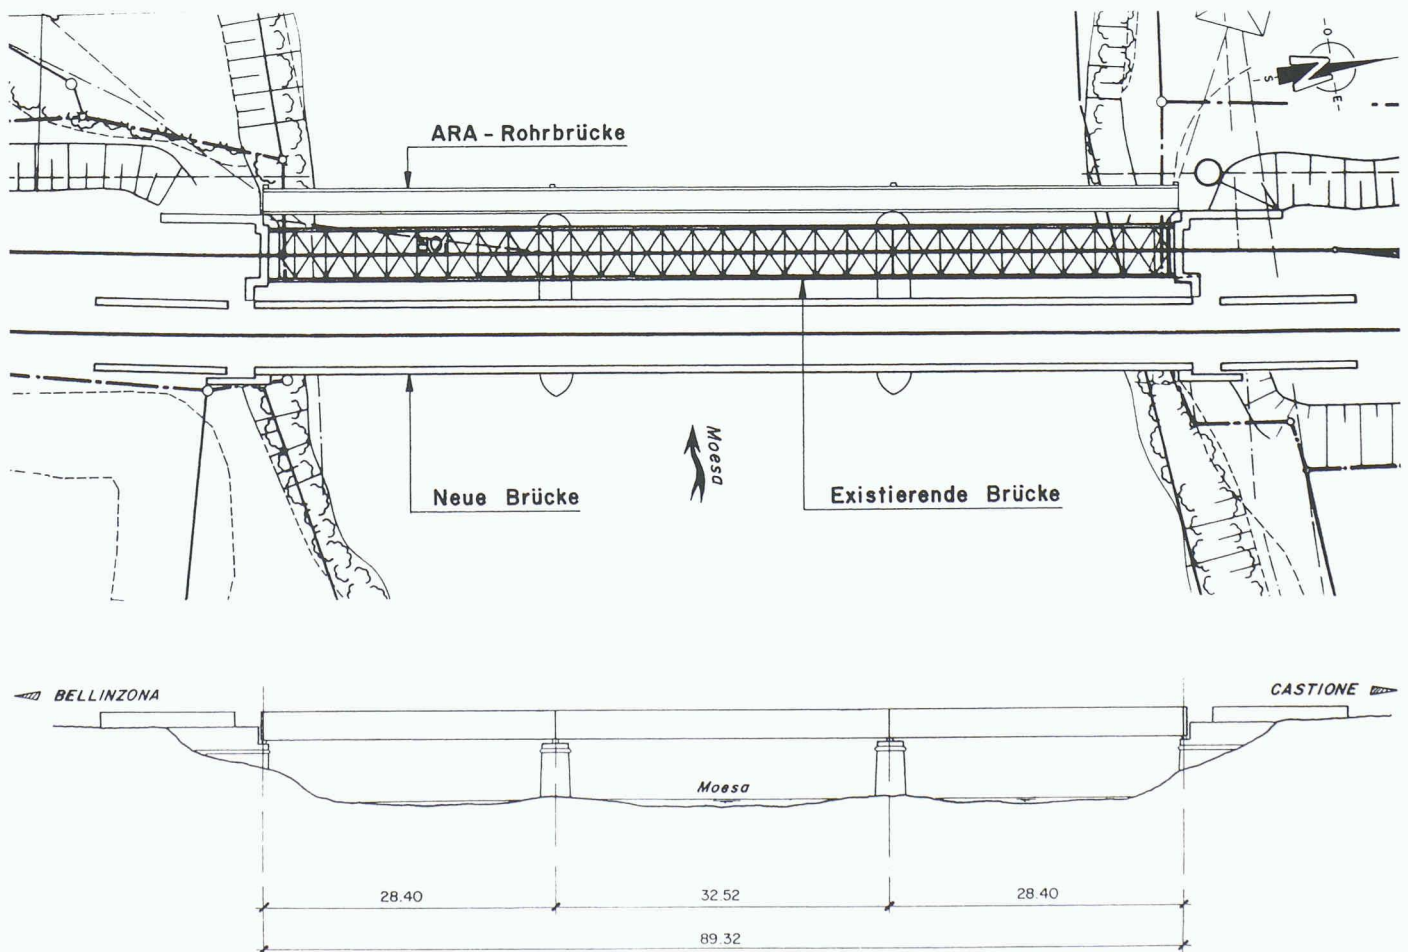 O
N
S
E
ARA - Rohrbrücke
Moesa
Neue Brücke
Existierende Brücke
BELLINZONA
CASTIONE
Moesa
28.40
32.52
28.40
89.32